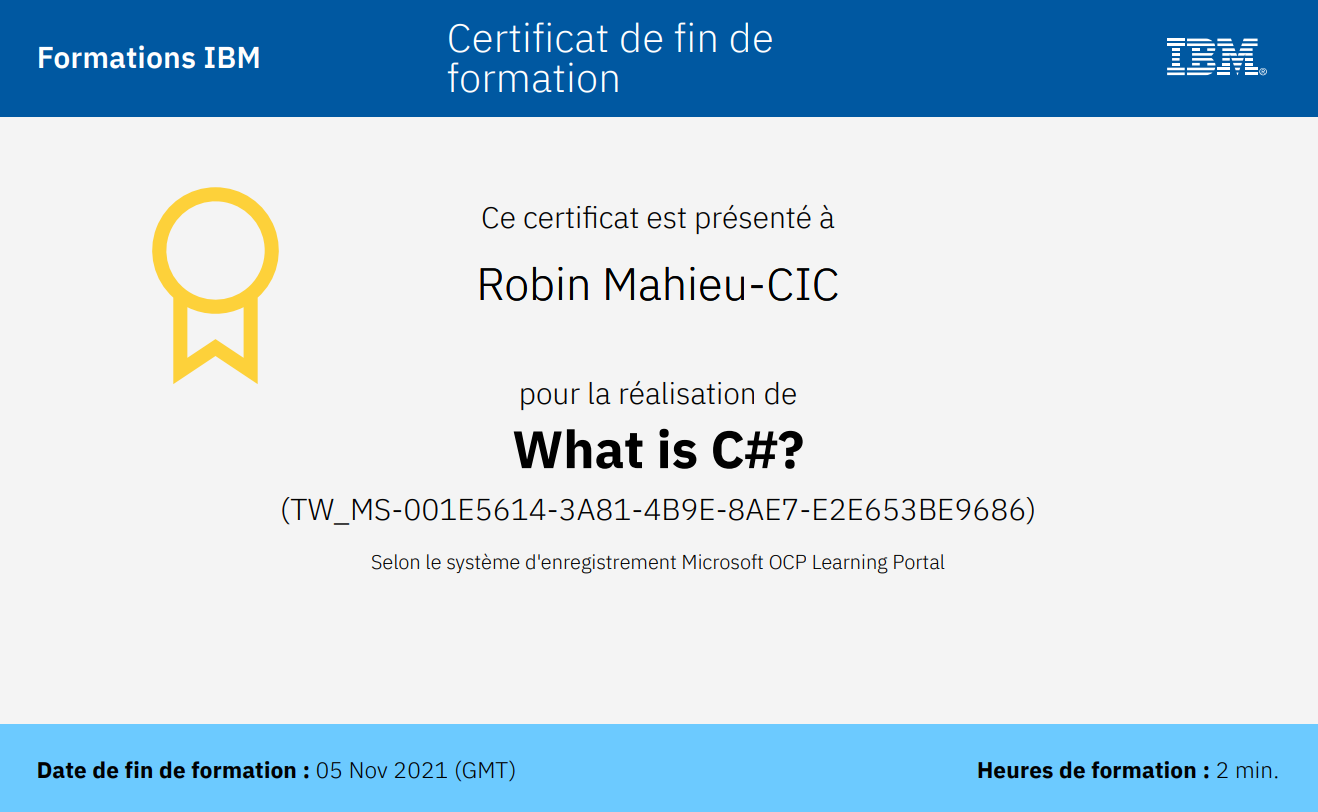 Formations IBM
Certificat de fin de
formation
IBM®
Ce certificat est présenté à
Robin Mahieu-CIC
pour la réalisation de
What is C#?
(TW_MS-001E5614-3A81-4B9E-8AE7-E2E653BE9686)
Selon le système d'enregistrement Microsoft OCP Learning Portal
Date de fin de formation : 05 Nov 2021 (GMT)
Heures de formation : 2 min.